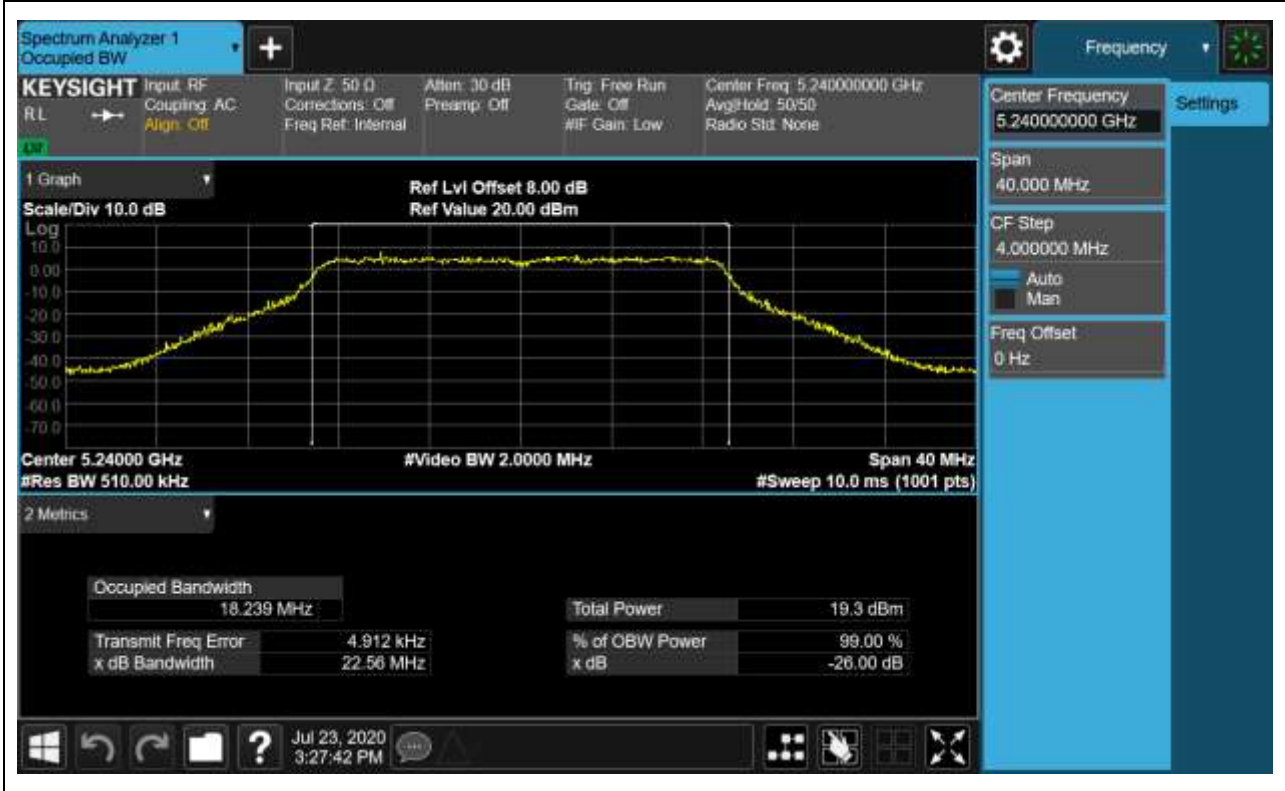 Spectrum Analyzer 1
Occupied BW
Frequency
KEYSIGHT
RL
Input: RF
Coupling: AC
Align: Off
Input Z: 50 Ω
Corrections: Off
Freq Ref: Internal
Atten: 30 dB
Preamp: Off
Trig: Free Run
Gate: Off
#IF Gain: Low
Center Freq: 5.240000000 GHz
Avg|Hold: 50/50
Radio Std: None
Center Frequency
5.240000000 GHz
Settings
Span
40.000 MHz
CF Step
4.000000 MHz
Auto
Man
Freq Offset
0 Hz
1 Graph
Scale/Div 10.0 dB
Ref Lvl Offset 8.00 dB
Ref Value 20.00 dBm
Log
10.0
0.00
-10.0
-20.0
-30.0
-40.0
-50.0
-60.0
-70.0
Center 5.24000 GHz
#Video BW 2.0000 MHz
Span 40 MHz
#Res BW 510.00 kHz
#Sweep 10.0 ms (1001 pts)
2 Metrics
Occupied Bandwidth
18.239 MHz
Total Power 19.3 dBm
Transmit Freq Error 4.912 kHz
% of OBW Power 99.00 %
x dB Bandwidth 22.56 MHz
x dB -26.00 dB
?
Jul 23, 2020
3:27:42 PM